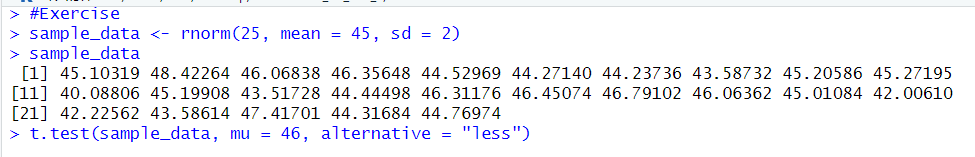 > #Exercise
> sample_data <- rnorm(25, mean = 45, sd = 2)
> sample_data
[1] 45.10319 48.42264 46.06838 46.35648 44.52969 44.27140 44.23736 43.58732 45.20586 45.27195
[11] 40.08806 45.19908 43.51728 44.44498 46.31176 46.45074 46.79102 46.06362 45.01084 42.00610
[21] 42.22562 43.58614 47.41701 44.31684 44.76974
> t.test(sample_data, mu = 46, alternative = "less")